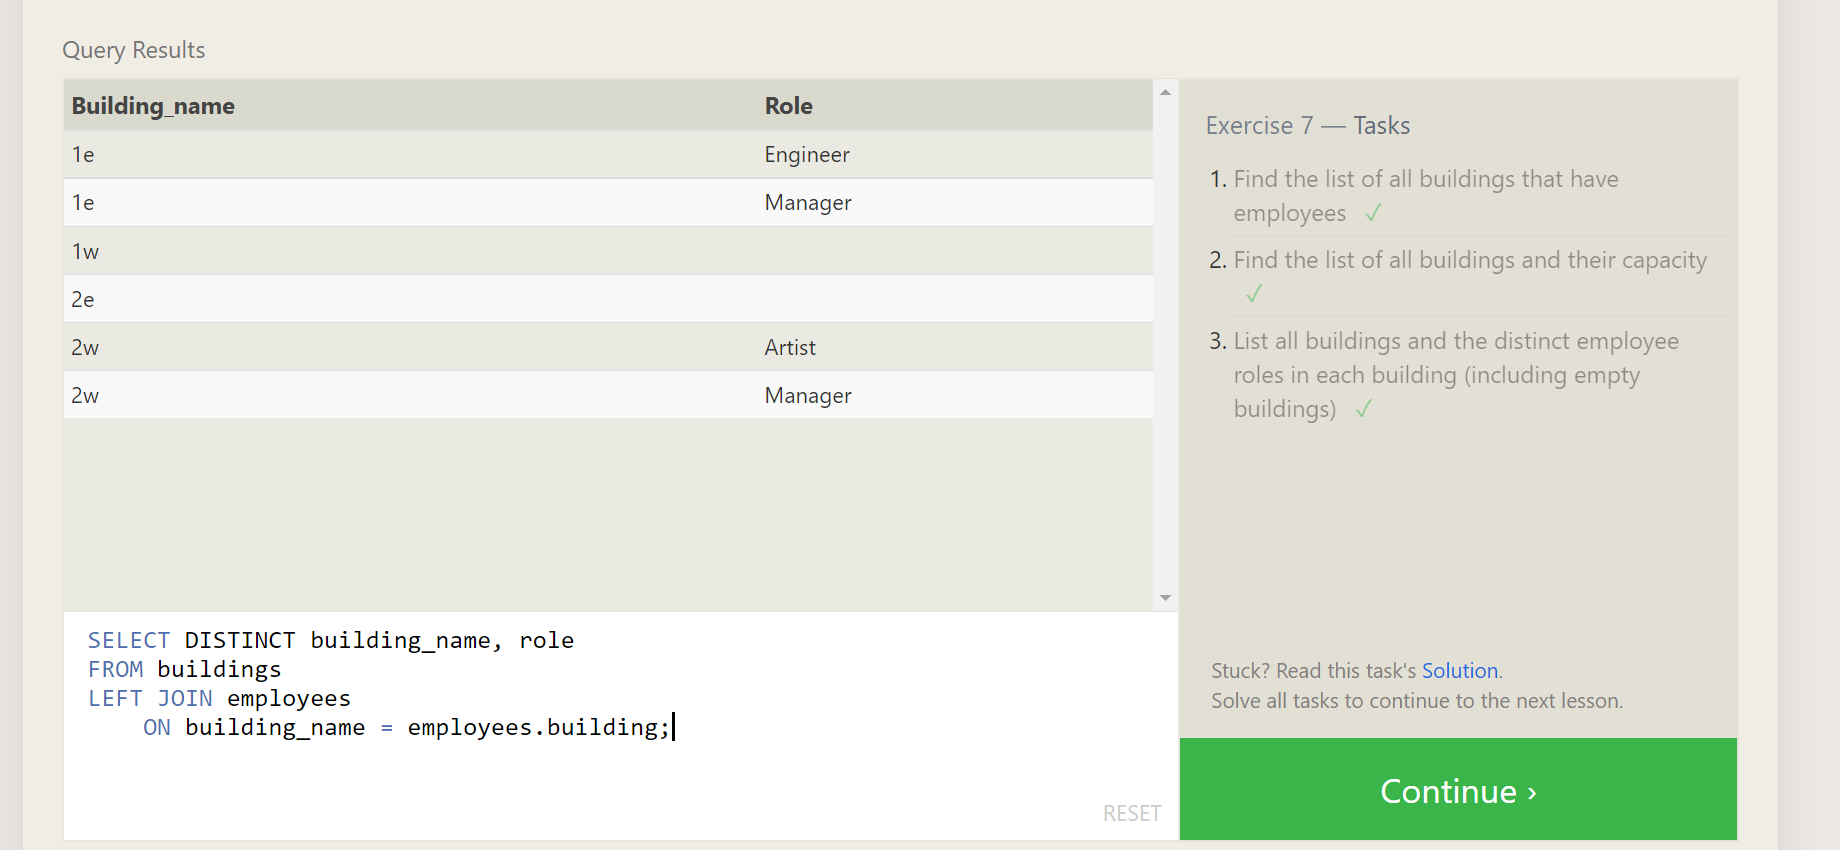 Query Results
Building_name Role
1e Engineer
1e Manager
1w
2e
2w Artist
2w Manager
SELECT DISTINCT building_name, role
FROM buildings
LEFT JOIN employees
ON building_name = employees.building;
RESET
Exercise 7 — Tasks
1. Find the list of all buildings that have
employees ✓
2. Find the list of all buildings and their capacity
✓
3. List all buildings and the distinct employee
roles in each building (including empty
buildings) ✓
Stuck? Read this task's Solution.
Solve all tasks to continue to the next lesson.
Continue ›